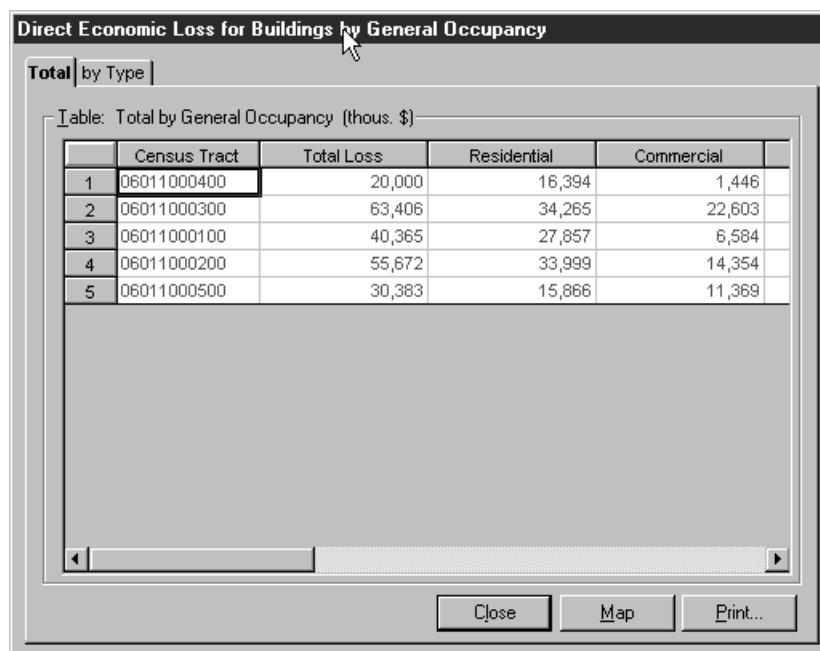 Direct Economic Loss for Buildings by General Occupancy
Total by Type
Table: Total by General Occupancy (thous. $)
Census Tract Total Loss Residential Commercial
1 06011000400 20,000 16,394 1,446
2 06011000300 63,406 34,265 22,603
3 06011000100 40,365 27,857 6,584
4 06011000200 55,672 33,999 14,354
5 06011000500 30,383 15,866 11,369
Close Map Print...